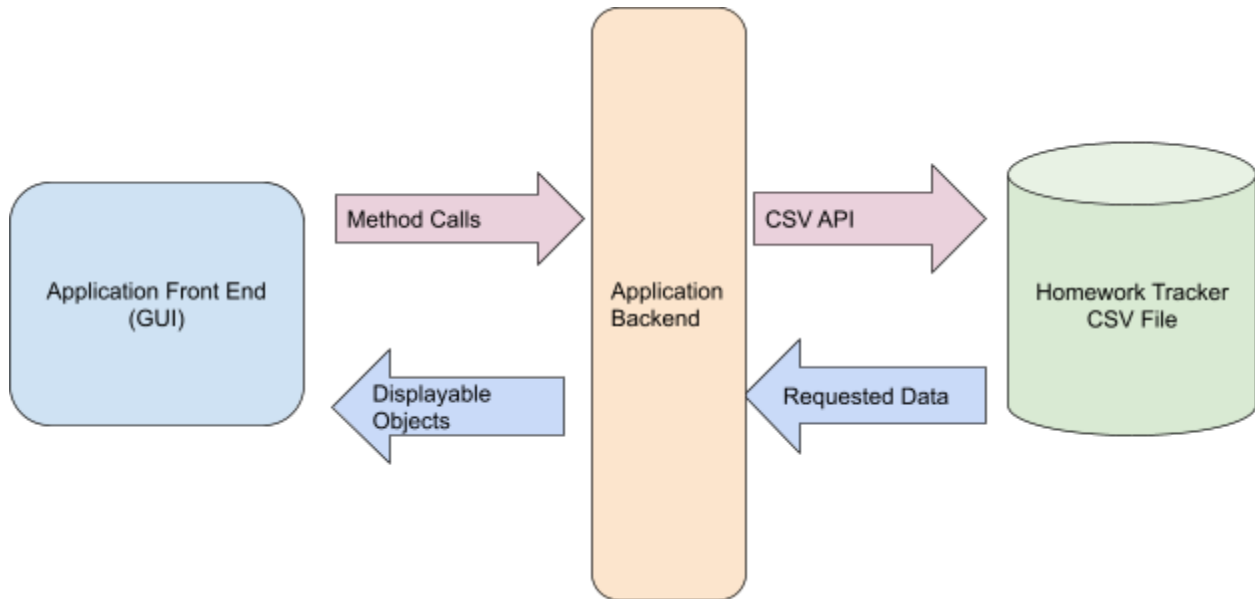 Application Front End
(GUI)
Method Calls
Displayable
Objects
Application
Backend
CSV API
Requested Data
Homework Tracker
CSV File